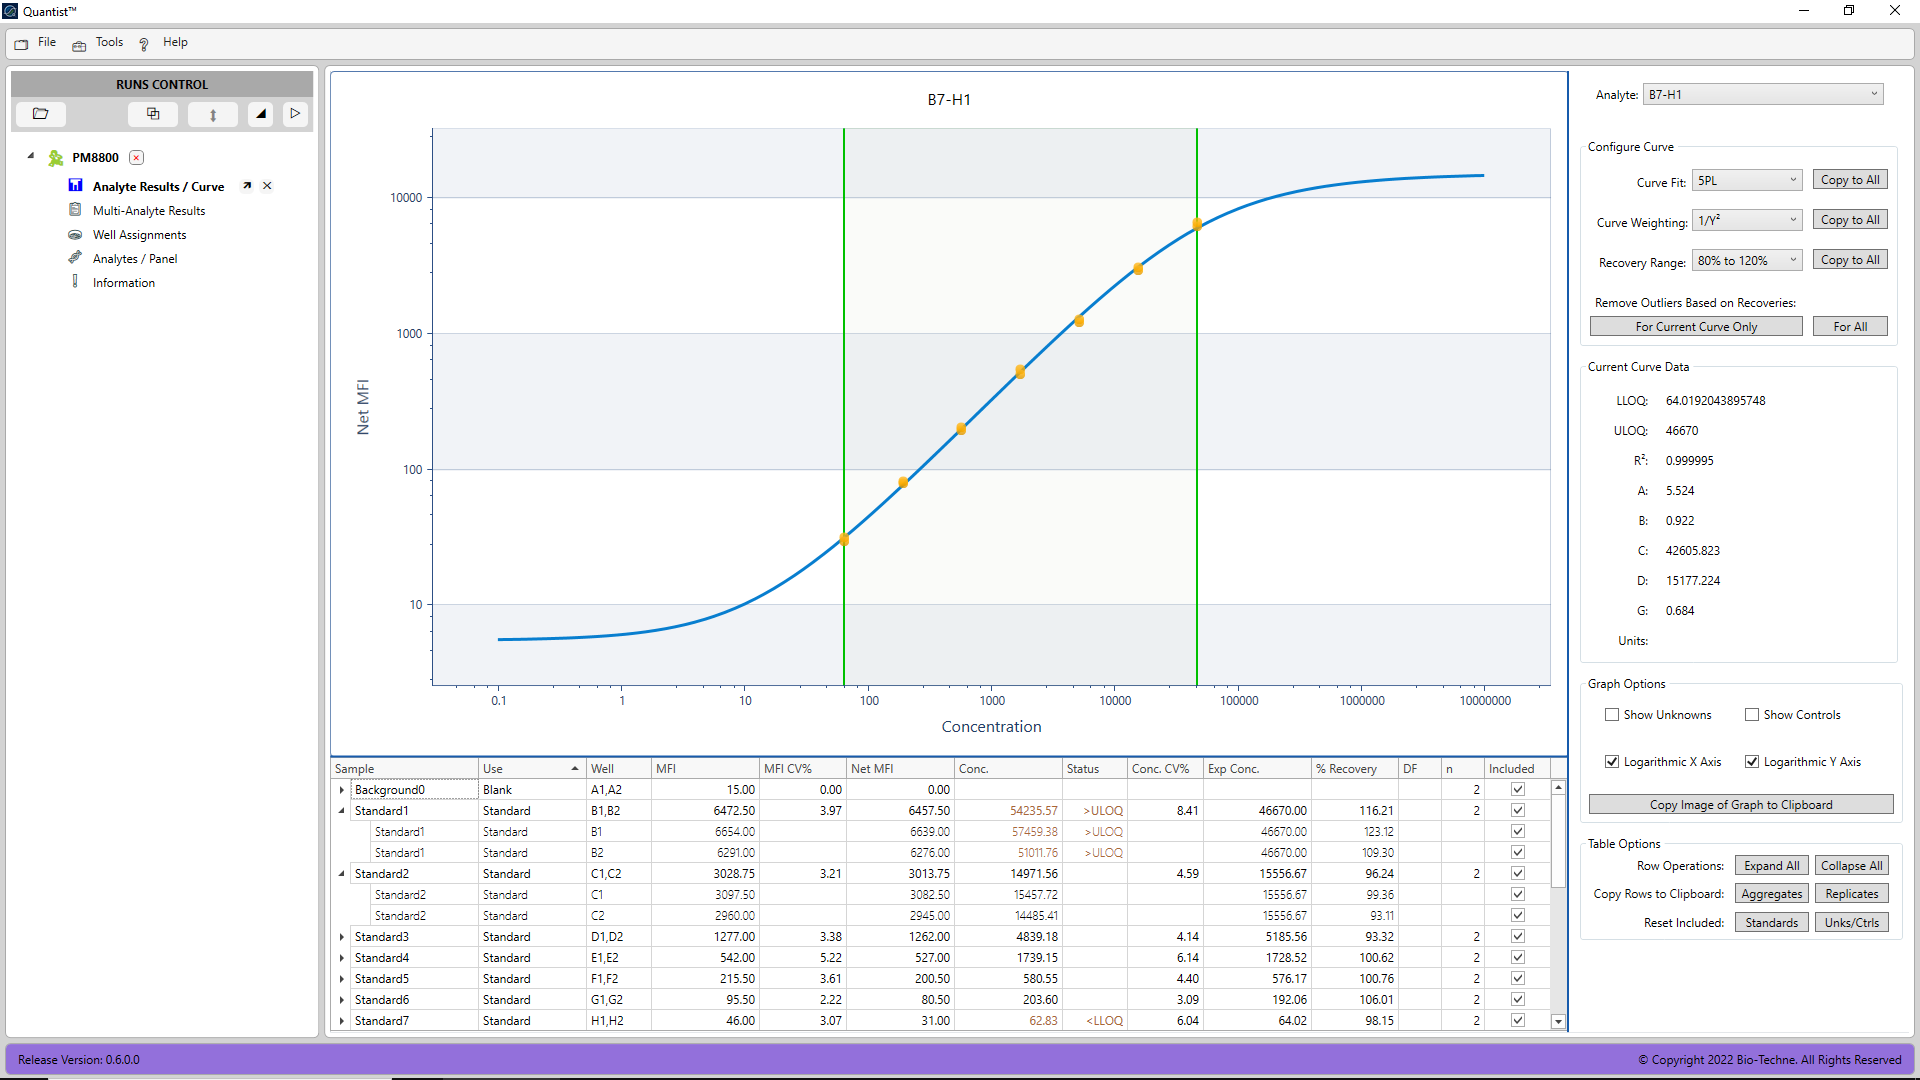 Quantist™
File Tools Help
RUNS CONTROL
PM8800
Analyte Results / Curve
Multi-Analyte Results
Well Assignments
Analytes / Panel
Information
B7-H1
Net MFI
10000
1000
100
10
0.1 1 10 100 1000 10000 100000 1000000 10000000
Concentration
Sample Use Well MFI MFI CV% Net MFI Conc. Status Conc. CV% Exp Conc. % Recovery DF n Included
Background0 Blank A1,A2 15.00 0.00 0.00 2
Standard1 Standard B1,B2 6472.50 3.97 6457.50 54235.57 >ULOQ 8.41 46670.00 116.21 2
Standard1 Standard B1 6654.00 6639.00 57459.38 >ULOQ 46670.00 123.12
Standard1 Standard B2 6291.00 6276.00 51011.76 >ULOQ 46670.00 109.30
Standard2 Standard C1,C2 3028.75 3.21 3013.75 14971.56 4.59 15556.67 96.24 2
Standard2 Standard C1 3097.50 3082.50 15457.72 15556.67 99.36
Standard2 Standard C2 2960.00 2945.00 14485.41 15556.67 93.11
Standard3 Standard D1,D2 1277.00 3.38 1262.00 4839.18 4.14 5185.56 93.32 2
Standard4 Standard E1,E2 542.00 5.22 527.00 1739.15 6.14 1728.52 100.62 2
Standard5 Standard F1,F2 215.50 3.61 200.50 580.55 4.40 576.17 100.76 2
Standard6 Standard G1,G2 95.50 2.22 80.50 203.60 3.09 192.06 106.01 2
Standard7 Standard H1,H2 46.00 3.07 31.00 62.83 <LLOQ 6.04 64.02 98.15 2
Analyte: B7-H1
Configure Curve
Curve Fit: 5PL Copy to All
Curve Weighting: 1/Y² Copy to All
Recovery Range: 80% to 120% Copy to All
Remove Outliers Based on Recoveries:
For Current Curve Only For All
Current Curve Data
LLOQ: 64.0192043895748
ULOQ: 46670
R²: 0.999995
A: 5.524
B: 0.922
C: 42605.823
D: 15177.224
G: 0.684
Units:
Graph Options
Show Unknowns Show Controls
Logarithmic X Axis Logarithmic Y Axis
Copy Image of Graph to Clipboard
Table Options
Row Operations: Expand All Collapse All
Copy Rows to Clipboard: Aggregates Replicates
Reset Included: Standards Unks/Ctrls
Release Version: 0.6.0.0
© Copyright 2022 Bio-Techne. All Rights Reserved